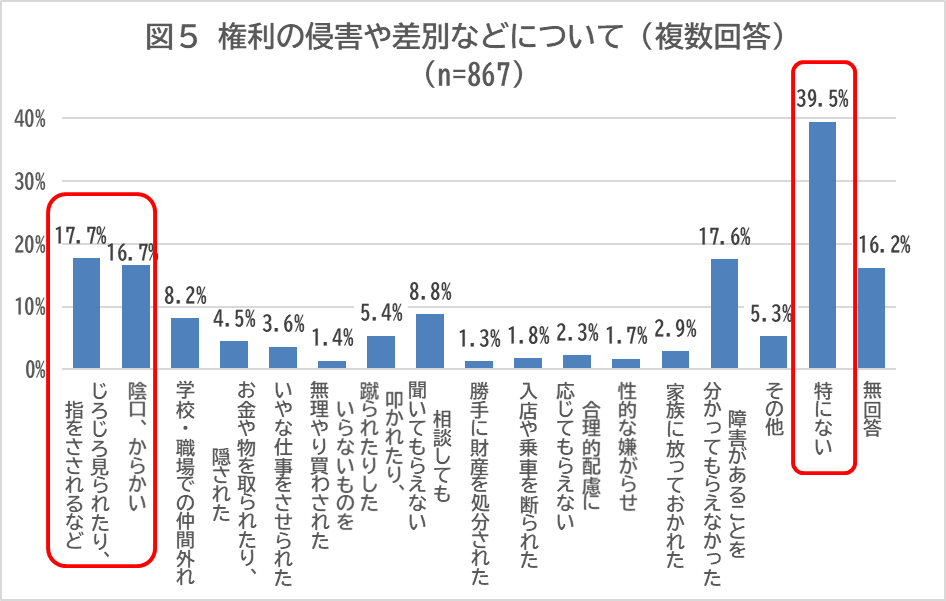 図５ 権利の侵害や差別などについて（複数回答）
(n=867)
40%
30%
20%
10%
0%
17.7%
16.7%
8.2%
4.5%
3.6%
1.4%
5.4%
8.8%
1.3%
1.8%
2.3%
1.7%
2.9%
17.6%
5.3%
39.5%
16.2%
じろじろ見られたり、
指をさされるなど
陰口、からかい
学校・職場での仲間外れ
お金や物を取られたり、
隠された
いやな仕事をさせられた
無理やり買わされた
いらないものを
蹴られたりした
叩かれたり、
聞いてもらえない
相談しても
勝手に財産を処分された
入店や乗車を断られた
応じてもらえない
合理的配慮に
性的な嫌がらせ
家族に放っておかれた
分かってもらえなかった
障害があることを
その他
特にない
無回答